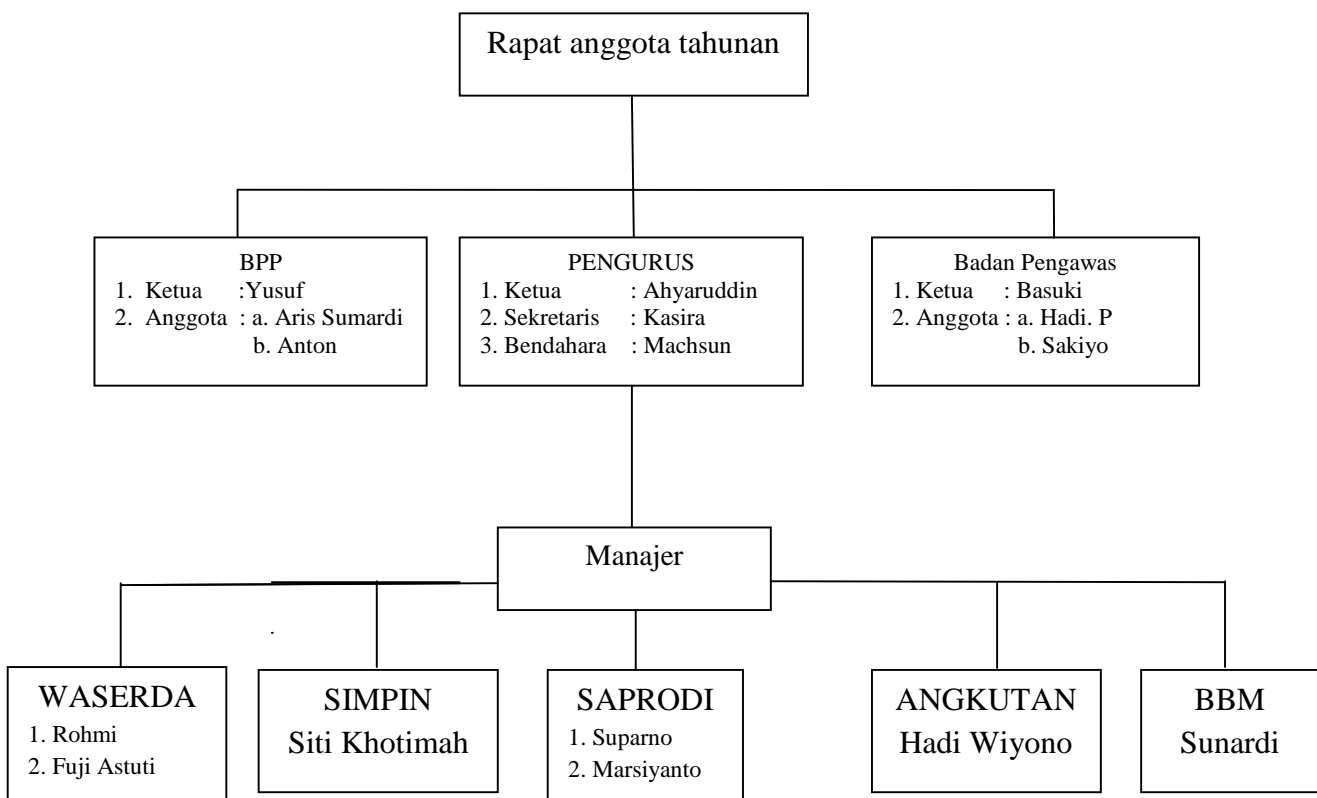 Rapat anggota tahunan
BPP
1. Ketua :Yusuf
2. Anggota : a. Aris Sumardi
b. Anton
PENGURUS
1. Ketua : Ahyaruddin
2. Sekretaris : Kasira
3. Bendahara : Machsun
Badan Pengawas
1. Ketua : Basuki
2. Anggota : a. Hadi. P
b. Sakiyo
Manajer
WASERDA
1. Rohmi
2. Fuji Astuti
SIMPIN
Siti Khotimah
SAPRODI
1. Suparno
2. Marsiyanto
ANGKUTAN
Hadi Wiyono
BBM
Sunardi